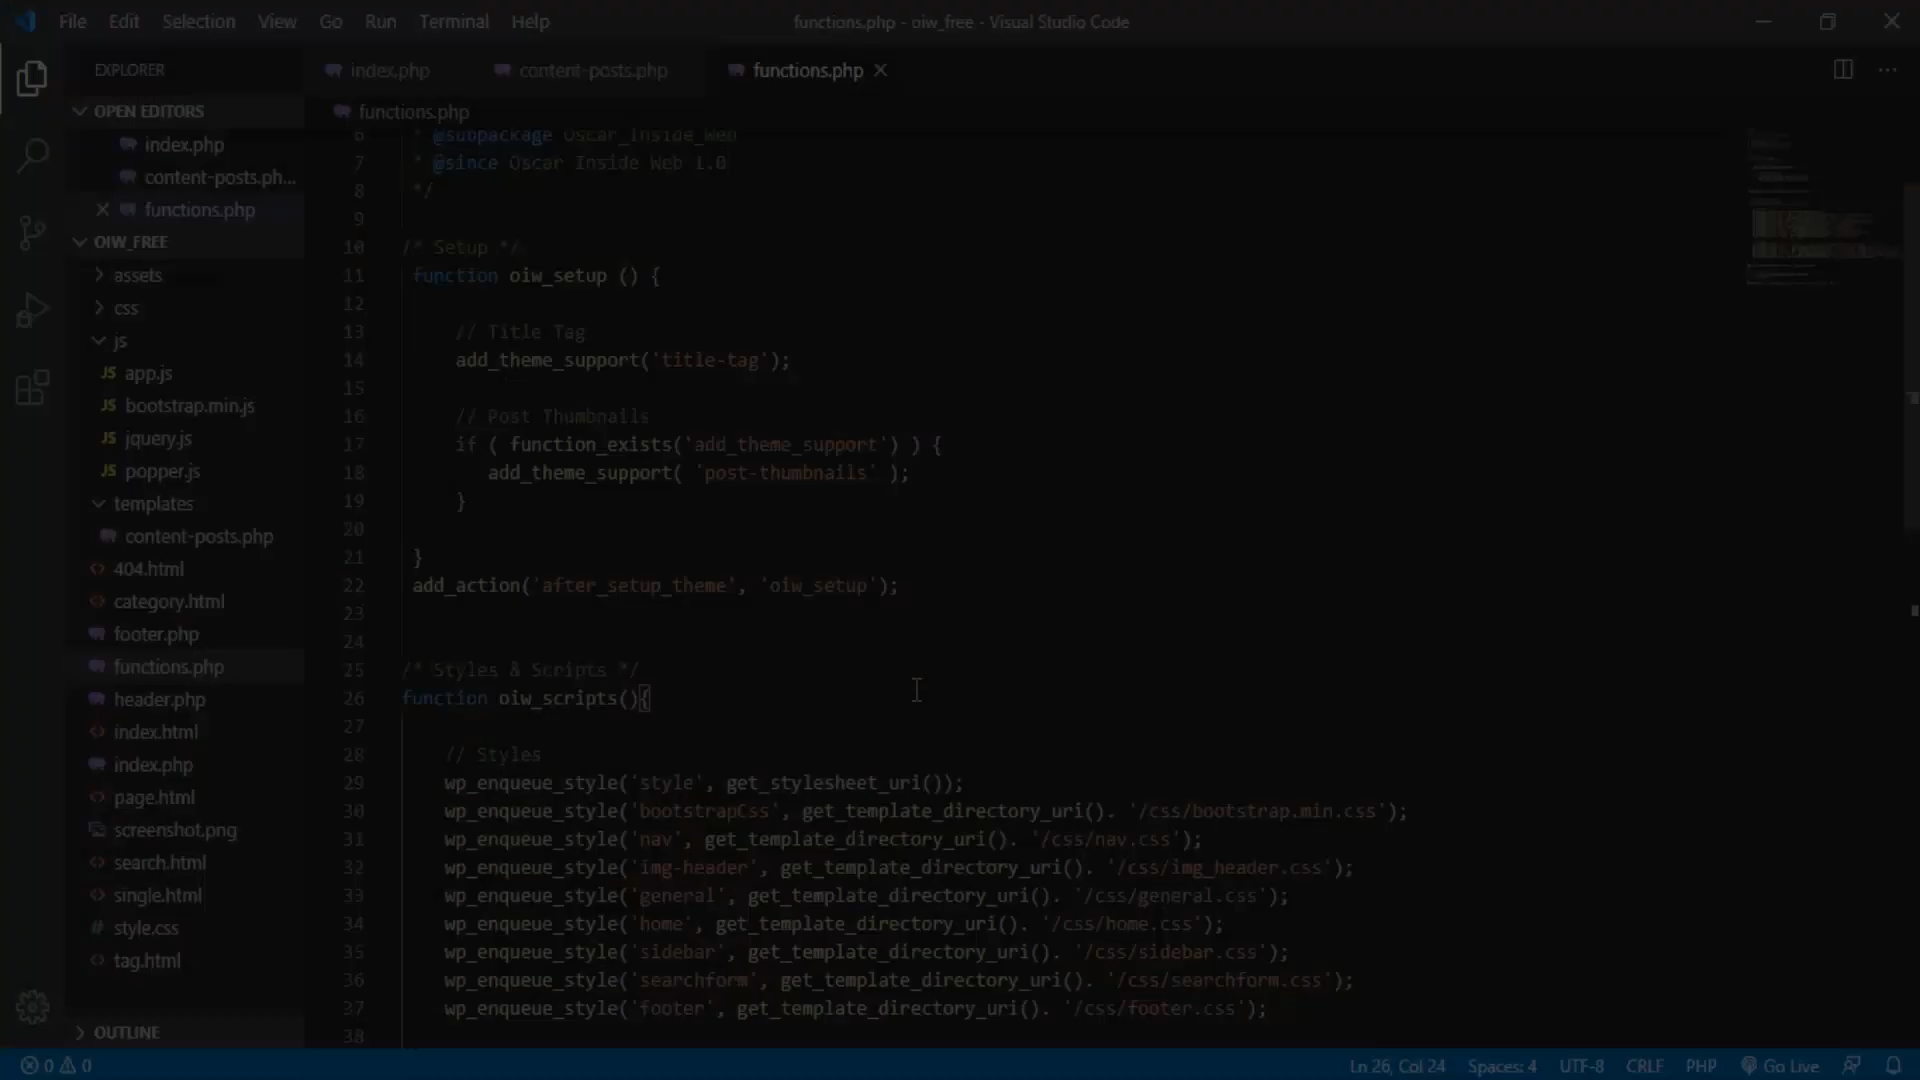 File Edit Selection View Go Run Terminal Help
functions.php - oiw_free - Visual Studio Code
EXPLORER
OPEN EDITORS
index.php
content-posts.ph...
functions.php
OIW_FREE
assets
css
js
JS app.js
JS bootstrap.min.js
JS jquery.js
JS popper.js
templates
content-posts.php
404.html
category.html
footer.php
functions.php
header.php
index.html
index.php
page.html
screenshot.png
search.html
single.html
# style.css
tag.html
OUTLINE
index.php content-posts.php functions.php
functions.php
6 * @subpackage Oscar_Inside_Web
7 * @since Oscar Inside Web 1.0
8 */
9
10 /* Setup */
11 function oiw_setup () {
12
13 // Title Tag
14 add_theme_support('title-tag');
15
16 // Post Thumbnails
17 if ( function_exists('add_theme_support') ) {
18 add_theme_support( 'post-thumbnails' );
19 }
20
21 }
22 add_action('after_setup_theme', 'oiw_setup');
23
24
25 /* Styles & Scripts */
26 function oiw_scripts(){
27
28 // Styles
29 wp_enqueue_style('style', get_stylesheet_uri());
30 wp_enqueue_style('bootstrapCss', get_template_directory_uri(). '/css/bootstrap.min.css');
31 wp_enqueue_style('nav', get_template_directory_uri(). '/css/nav.css');
32 wp_enqueue_style('img-header', get_template_directory_uri(). '/css/img_header.css');
33 wp_enqueue_style('general', get_template_directory_uri(). '/css/general.css');
34 wp_enqueue_style('home', get_template_directory_uri(). '/css/home.css');
35 wp_enqueue_style('sidebar', get_template_directory_uri(). '/css/sidebar.css');
36 wp_enqueue_style('searchform', get_template_directory_uri(). '/css/searchform.css');
37 wp_enqueue_style('footer', get_template_directory_uri(). '/css/footer.css');
38
0 0 Ln 26, Col 24 Spaces: 4 UTF-8 CRLF PHP Go Live